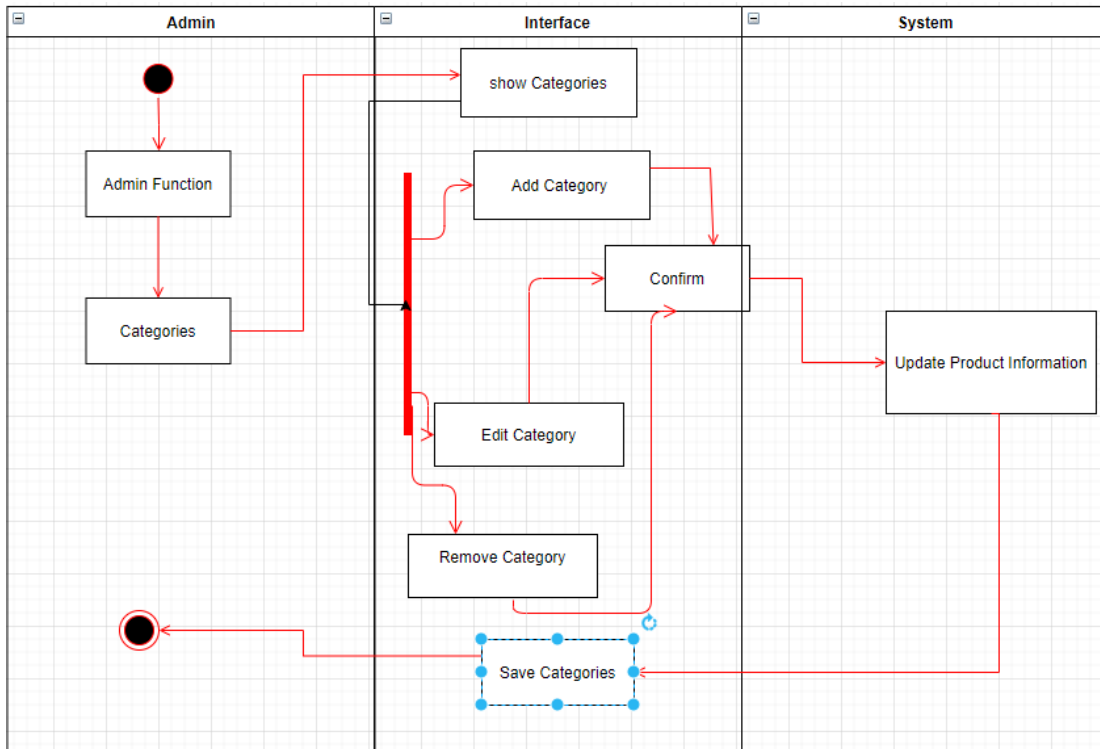 Admin
Interface
System
show Categories
Admin Function
Add Category
Confirm
Categories
Update Product Information
Edit Category
Remove Category
Save Categories